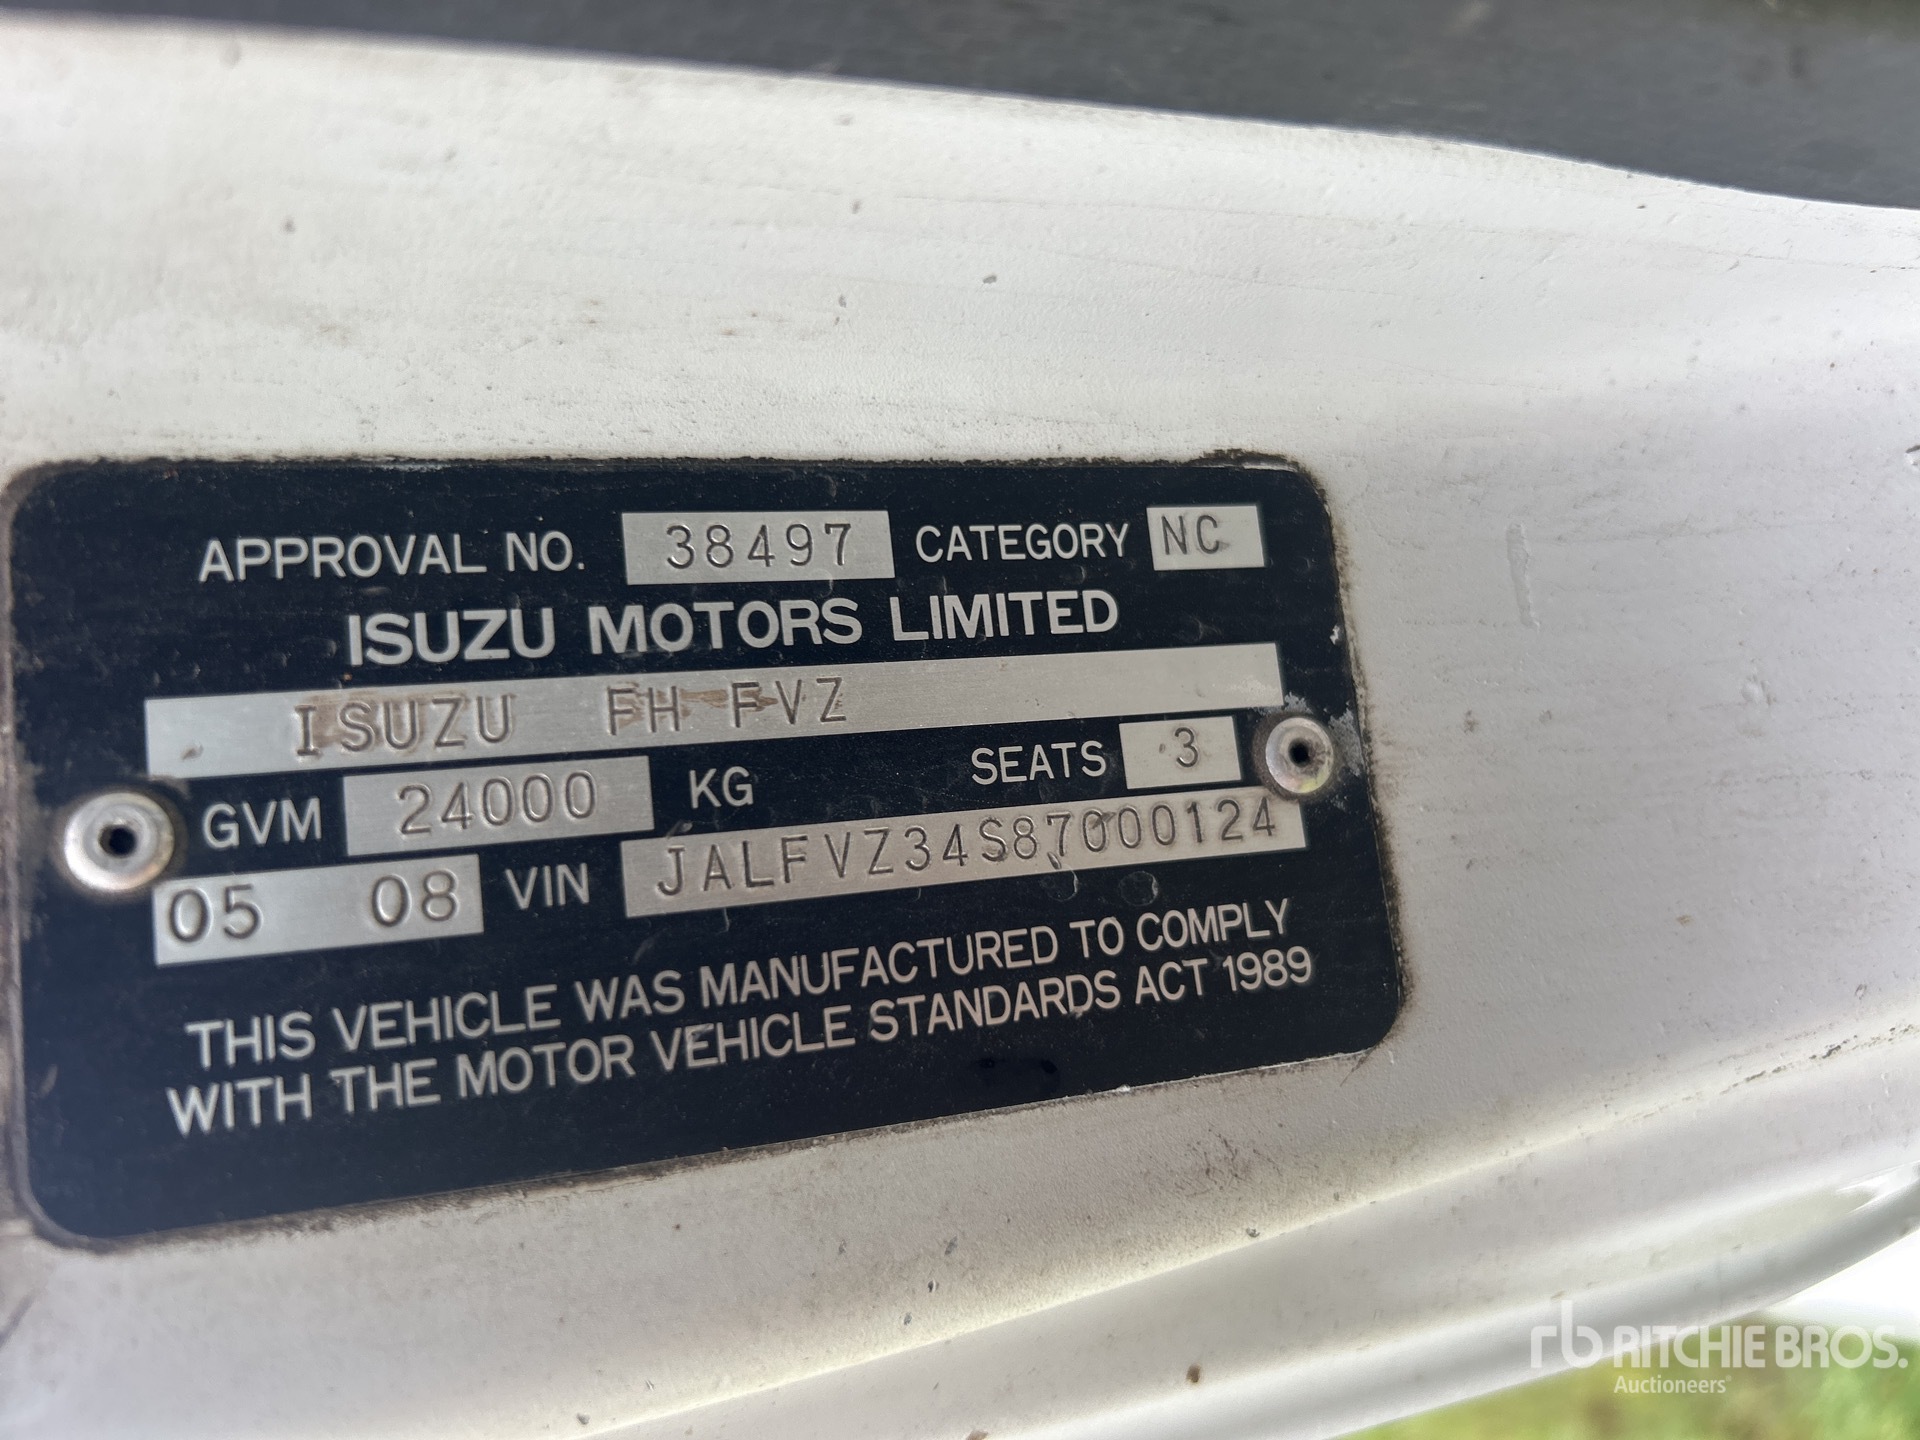 APPROVAL NO. 38497 CATEGORY NC
ISUZU MOTORS LIMITED
ISUZU FH FVZ
GVM 24000 KG SEATS 3
05 08 VIN JALFVZ34S87000124
THIS VEHICLE WAS MANUFACTURED TO COMPLY
WITH THE MOTOR VEHICLE STANDARDS ACT 1989
rb RITCHIE BROS.
Auctioneers